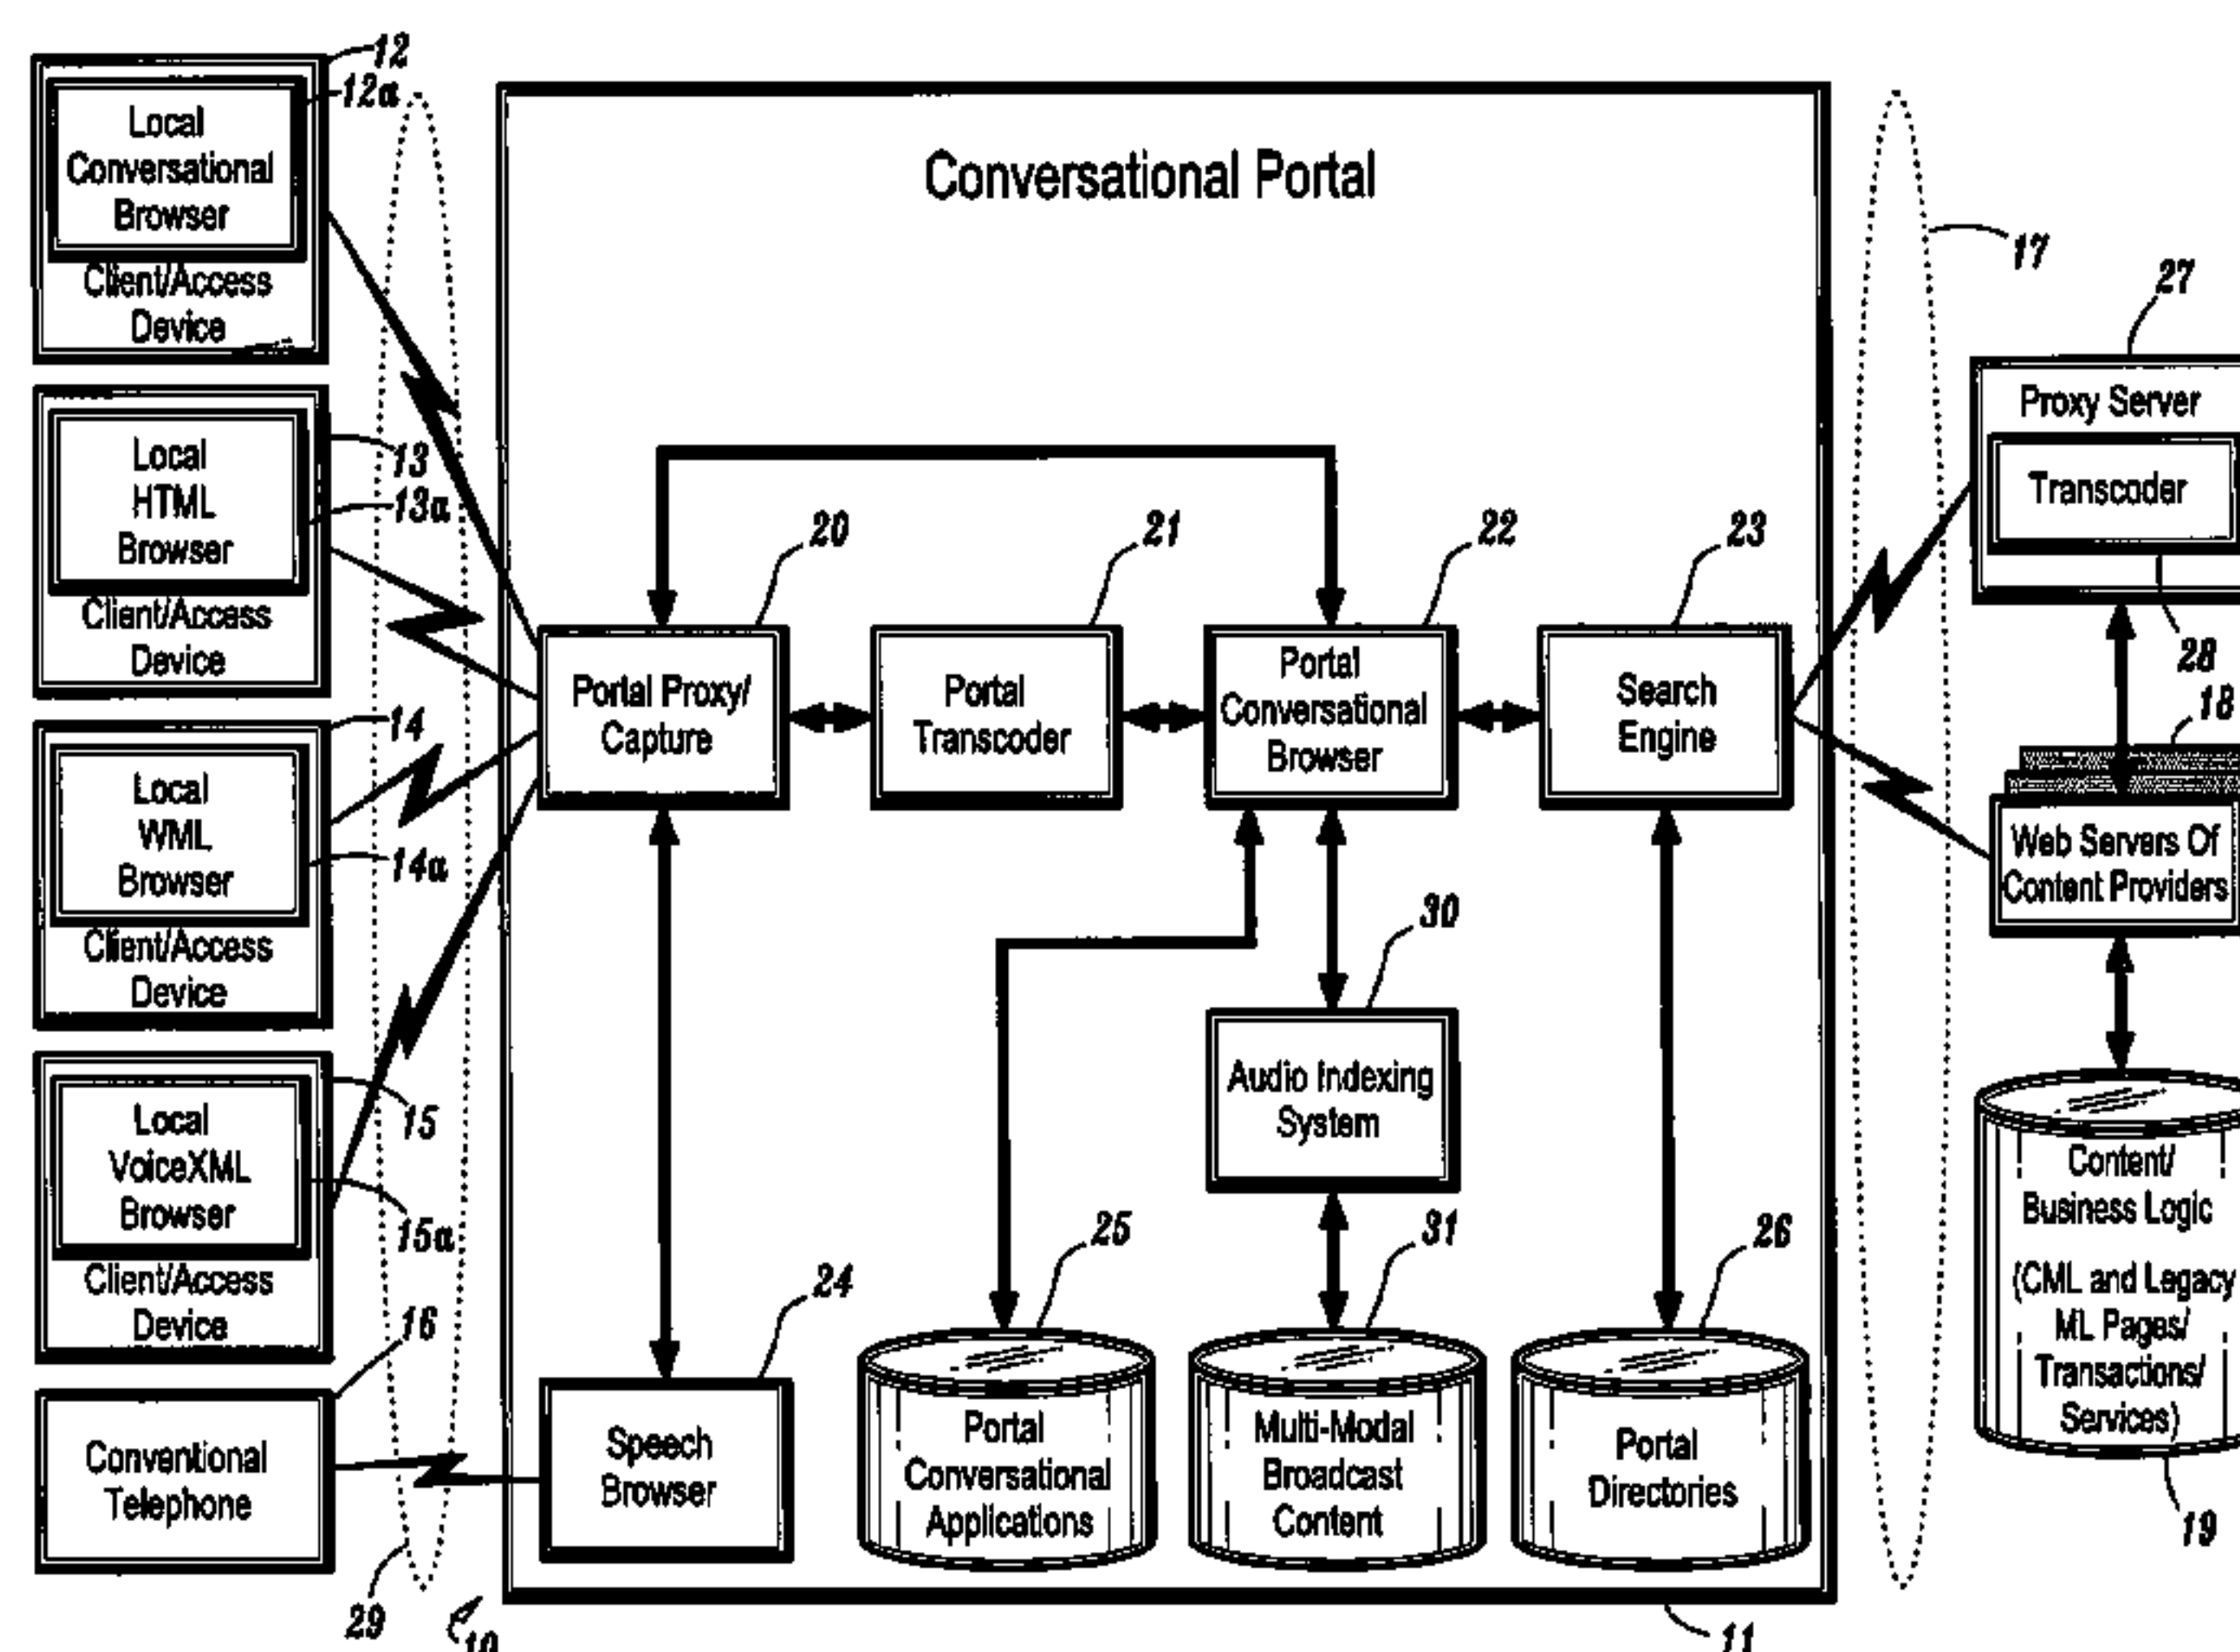 12
12a
Local
Conversational
Browser
Client/Access
Device
13
Local
HTML
Browser
13a
Client/Access
Device
14
Local
WML
Browser
14a
Client/Access
Device
15
Local
VoiceXML
Browser
15a
Client/Access
Device
16
Conventional
Telephone
29
10
Conversational Portal
20
Portal Proxy/
Capture
21
Portal
Transcoder
22
Portal
Conversational
Browser
23
Search
Engine
30
Audio Indexing
System
24
Speech
Browser
25
Portal
Conversational
Applications
31
Multi-Modal
Broadcast
Content
26
Portal
Directories
11
17
27
Proxy Server
Transcoder
28
18
Web Servers Of
Content Providers
Content/
Business Logic
(CML and Legacy
ML Pages/
Transactions/
Services)
19